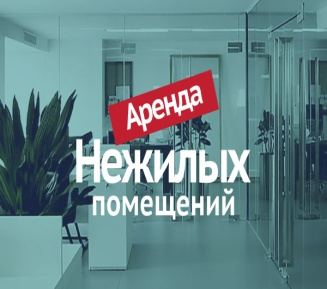 Аренда
Нежилых
помещений